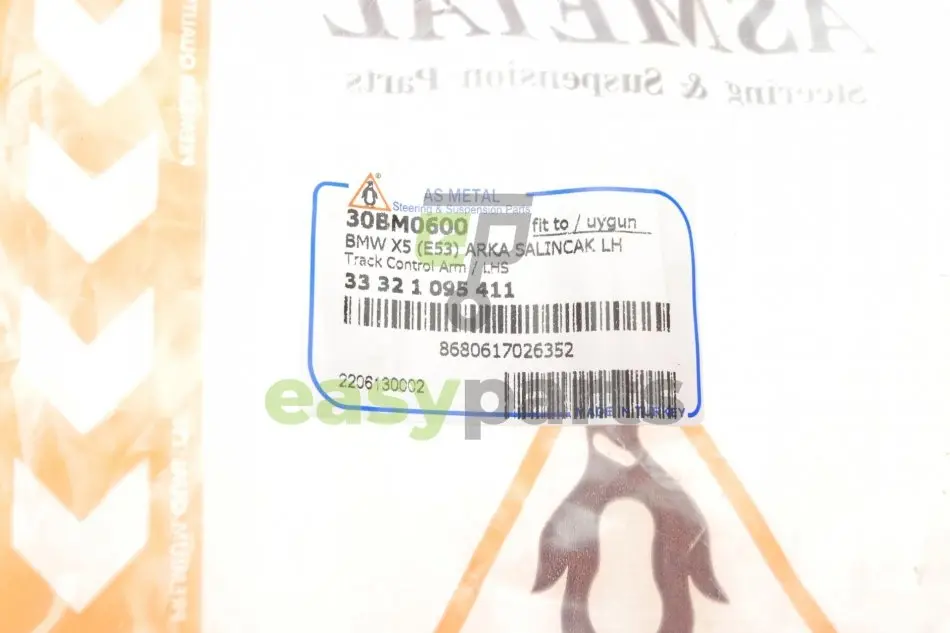 ASMETAL
Steering & Suspension Parts
®
AS METAL
Steering & Suspension Parts
30BM0600 fit to / uygun
BMW X5 (E53) ARKA SALINCAK LH
Track Control Arm / LHS
33 32 1 095 411
8680617026352
2206130002
MADE IN TURKEY
easyparts
ep